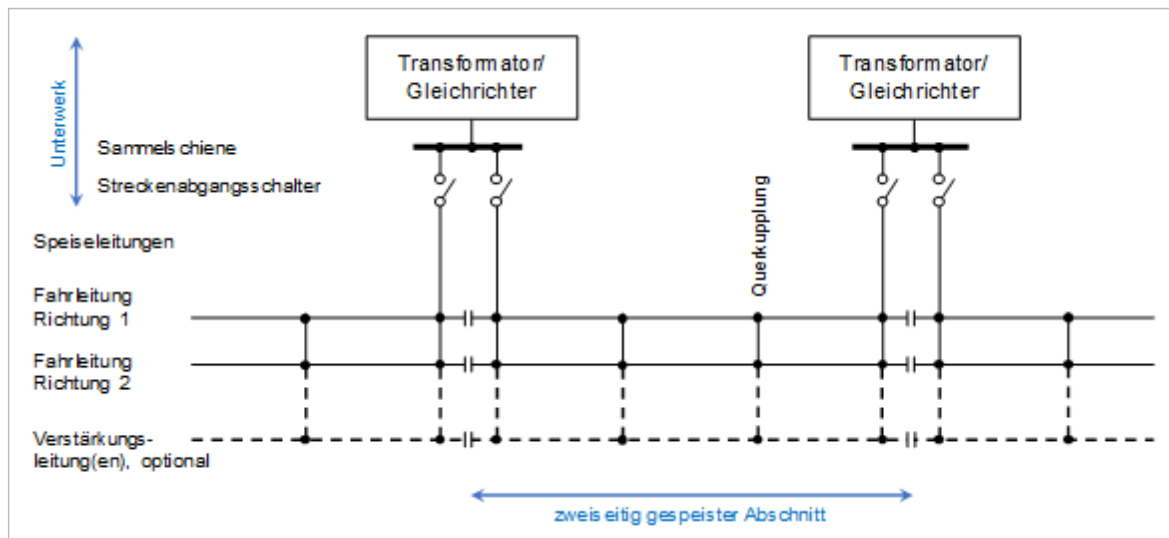 Transformator/
Gleichrichter
Transformator/
Gleichrichter
Unterwerk
Sammelschiene
Streckenabgangsschalter
Speiseleitungen
Querkupplung
Fahrleitung
Richtung 1
Fahrleitung
Richtung 2
Verstärkungs-
leitung(en), optional
zweiseitig gespeister Abschnitt